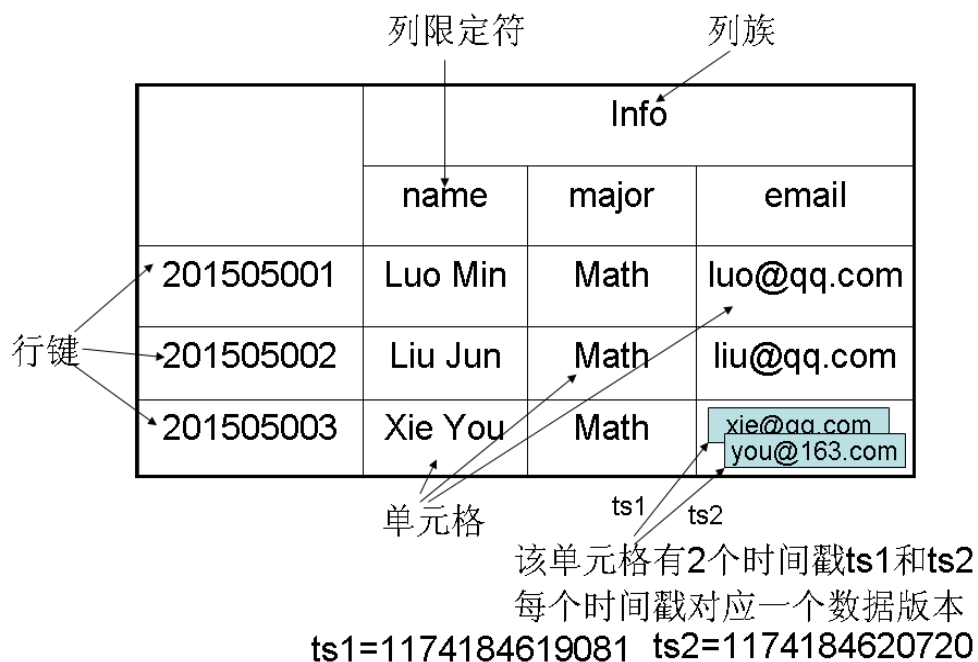 列限定符 列族
Info
name major email
201505001 Luo Min Math luo@qq.com
行键
201505002 Liu Jun Math liu@qq.com
201505003 Xie You Math xie@qq.com
you@163.com
单元格 ts1 ts2
该单元格有2个时间戳ts1和ts2
每个时间戳对应一个数据版本
ts1=1174184619081 ts2=1174184620720